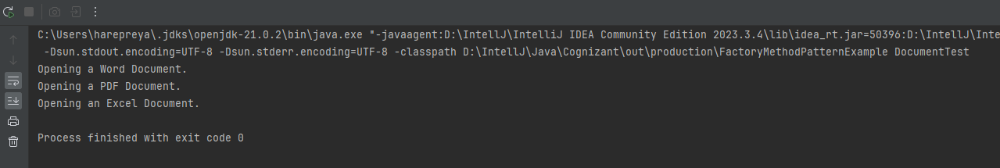 C:\Users\harepreya\.jdks\openjdk-21.0.2\bin\java.exe "-javaagent:D:\IntellJ\IntelliJ IDEA Community Edition 2023.3.4\lib\idea_rt.jar=50396:D:\IntellJ\Inte
-Dsun.stdout.encoding=UTF-8 -Dsun.stderr.encoding=UTF-8 -classpath D:\IntellJ\Java\Cognizant\out\production\FactoryMethodPatternExample DocumentTest
Opening a Word Document.
Opening a PDF Document.
Opening an Excel Document.
Process finished with exit code 0